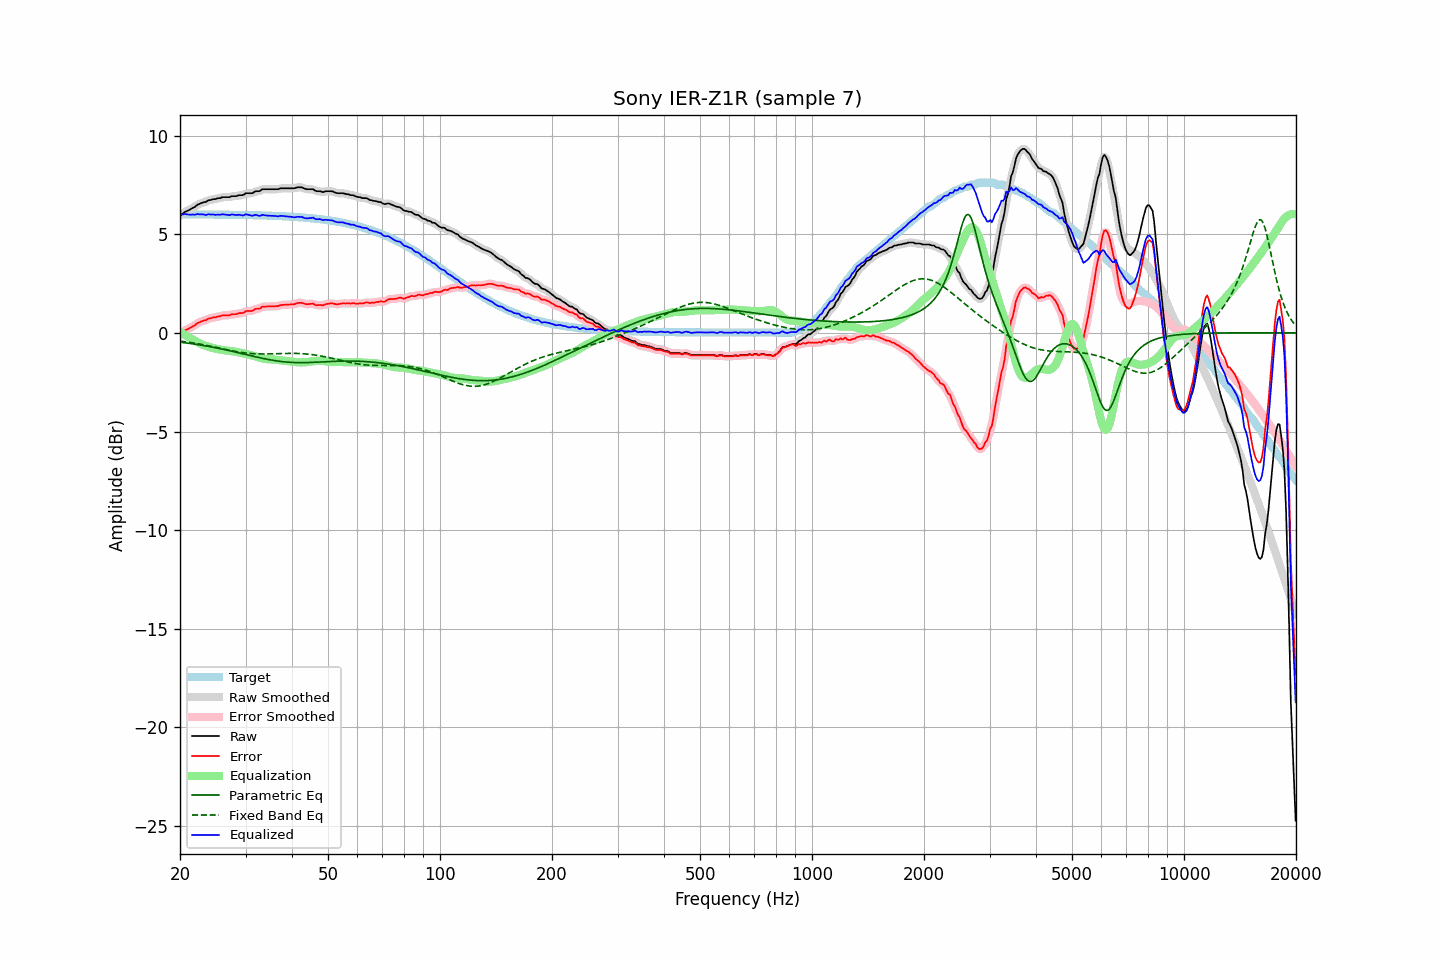 Sony IER-Z1R (sample 7)
Amplitude (dBr)
10
5
0
−5
−10
−15
−20
−25
Target
Raw Smoothed
Error Smoothed
Raw
Error
Equalization
Parametric Eq
Fixed Band Eq
Equalized
20 50 100 200 500 1000 2000 5000 10000 20000
Frequency (Hz)